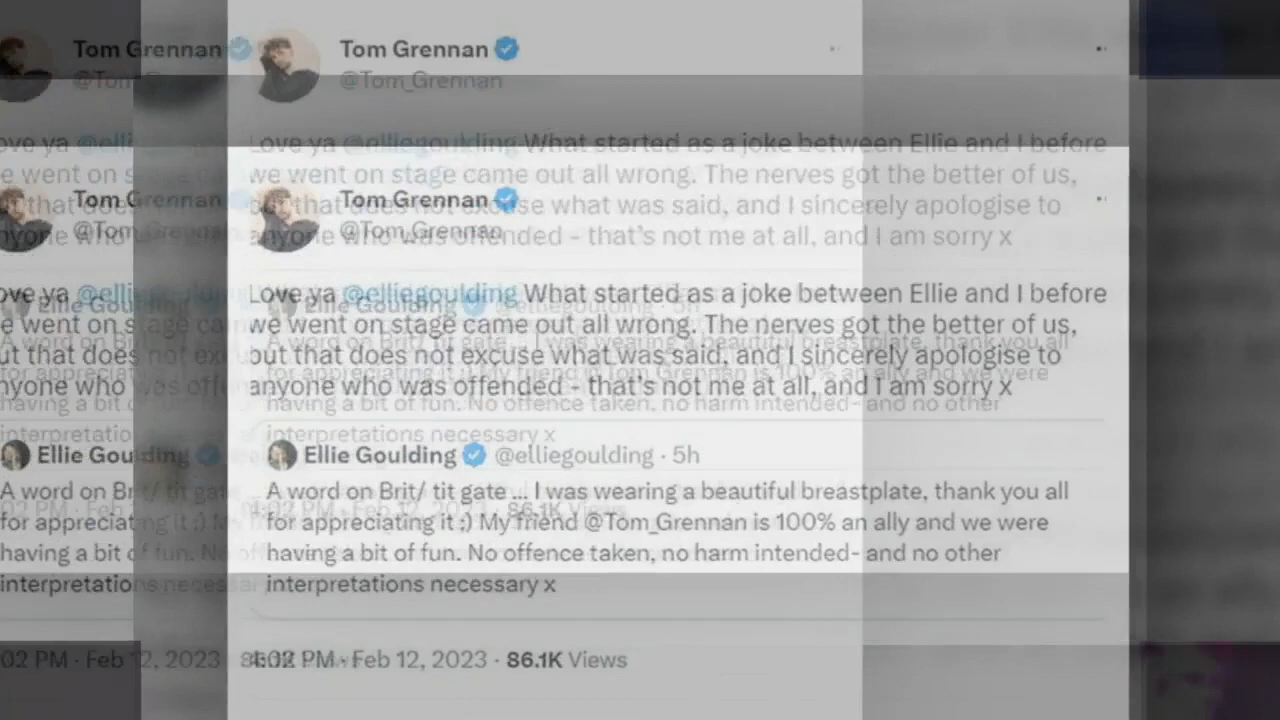 Tom Grennan
@Tom_Grennan
Love ya @elliegoulding What started as a joke between Ellie and I before
we went on stage came out all wrong. The nerves got the better of us,
but that does not excuse what was said, and I sincerely apologise to
anyone who was offended - that's not me at all, and I am sorry x
Ellie Goulding @elliegoulding · 5h
A word on Brit/ tit gate ... I was wearing a beautiful breastplate, thank you all
for appreciating it ;) My friend @Tom_Grennan is 100% an ally and we were
having a bit of fun. No offence taken, no harm intended- and no other
interpretations necessary x
PM · Feb 12, 2023 · 86.1K Views